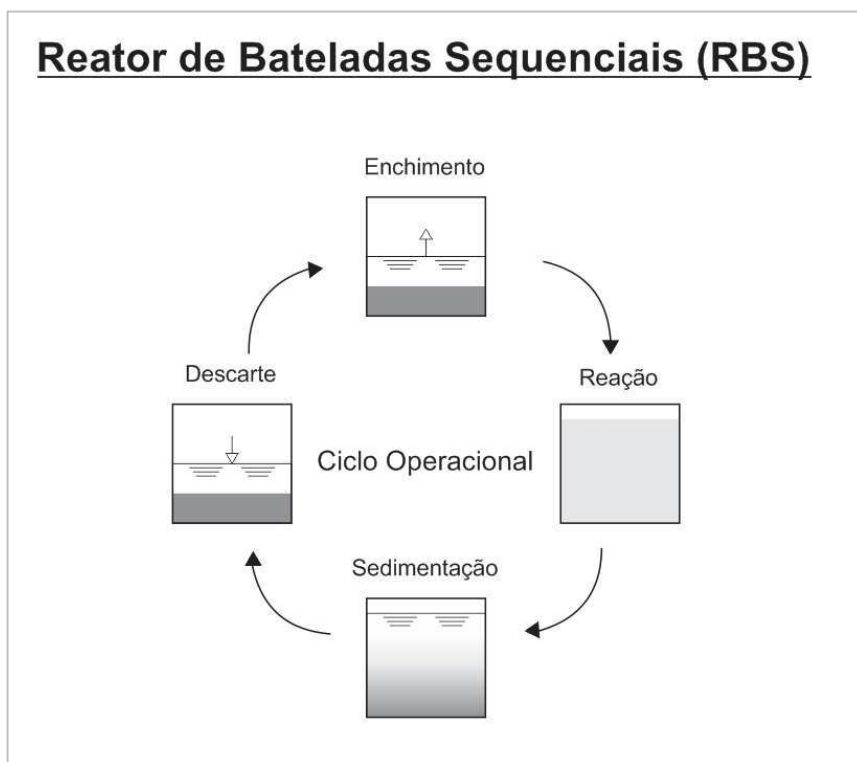 Reator de Bateladas Sequenciais (RBS)
Enchimento
Descarte
Reação
Ciclo Operacional
Sedimentação